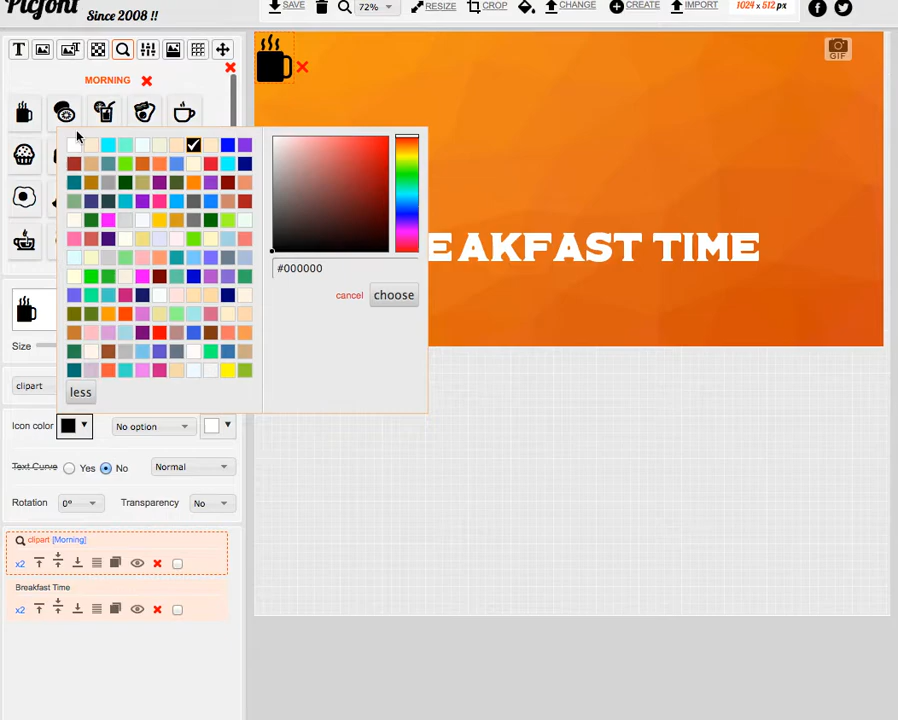 Picfont
Since 2008 !!
SAVE
72%
RESIZE
CROP
CHANGE
CREATE
IMPORT
1024 x 512 px
MORNING
GIF
EAKFAST TIME
#000000
cancel
choose
less
Size
clipart
Icon color
No option
Text Curve
Yes
No
Normal
Rotation
0º
Transparency
No
clipart [Morning]
x2
Breakfast Time
x2